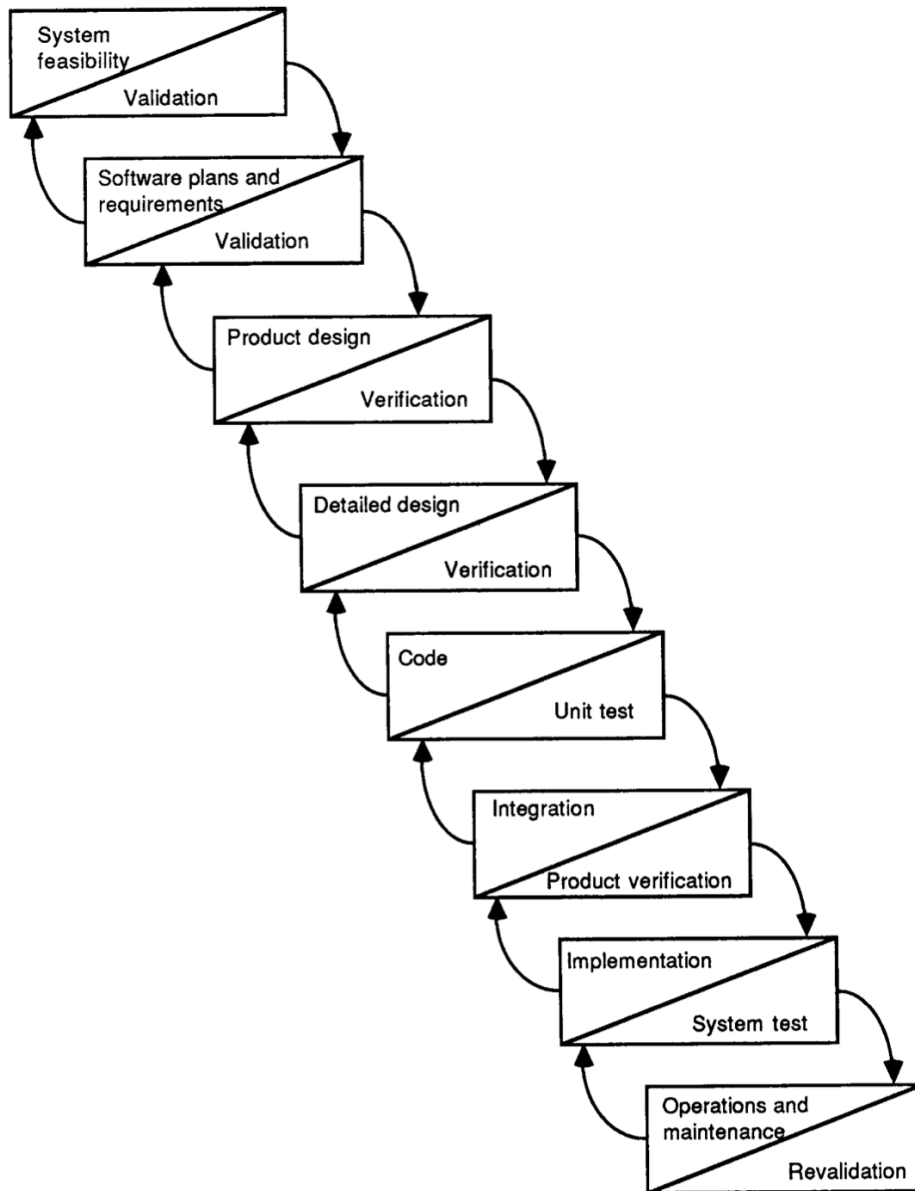 System
feasibility
Validation
Software plans and
requirements
Validation
Product design
Verification
Detailed design
Verification
Code
Unit test
Integration
Product verification
Implementation
System test
Operations and
maintenance
Revalidation